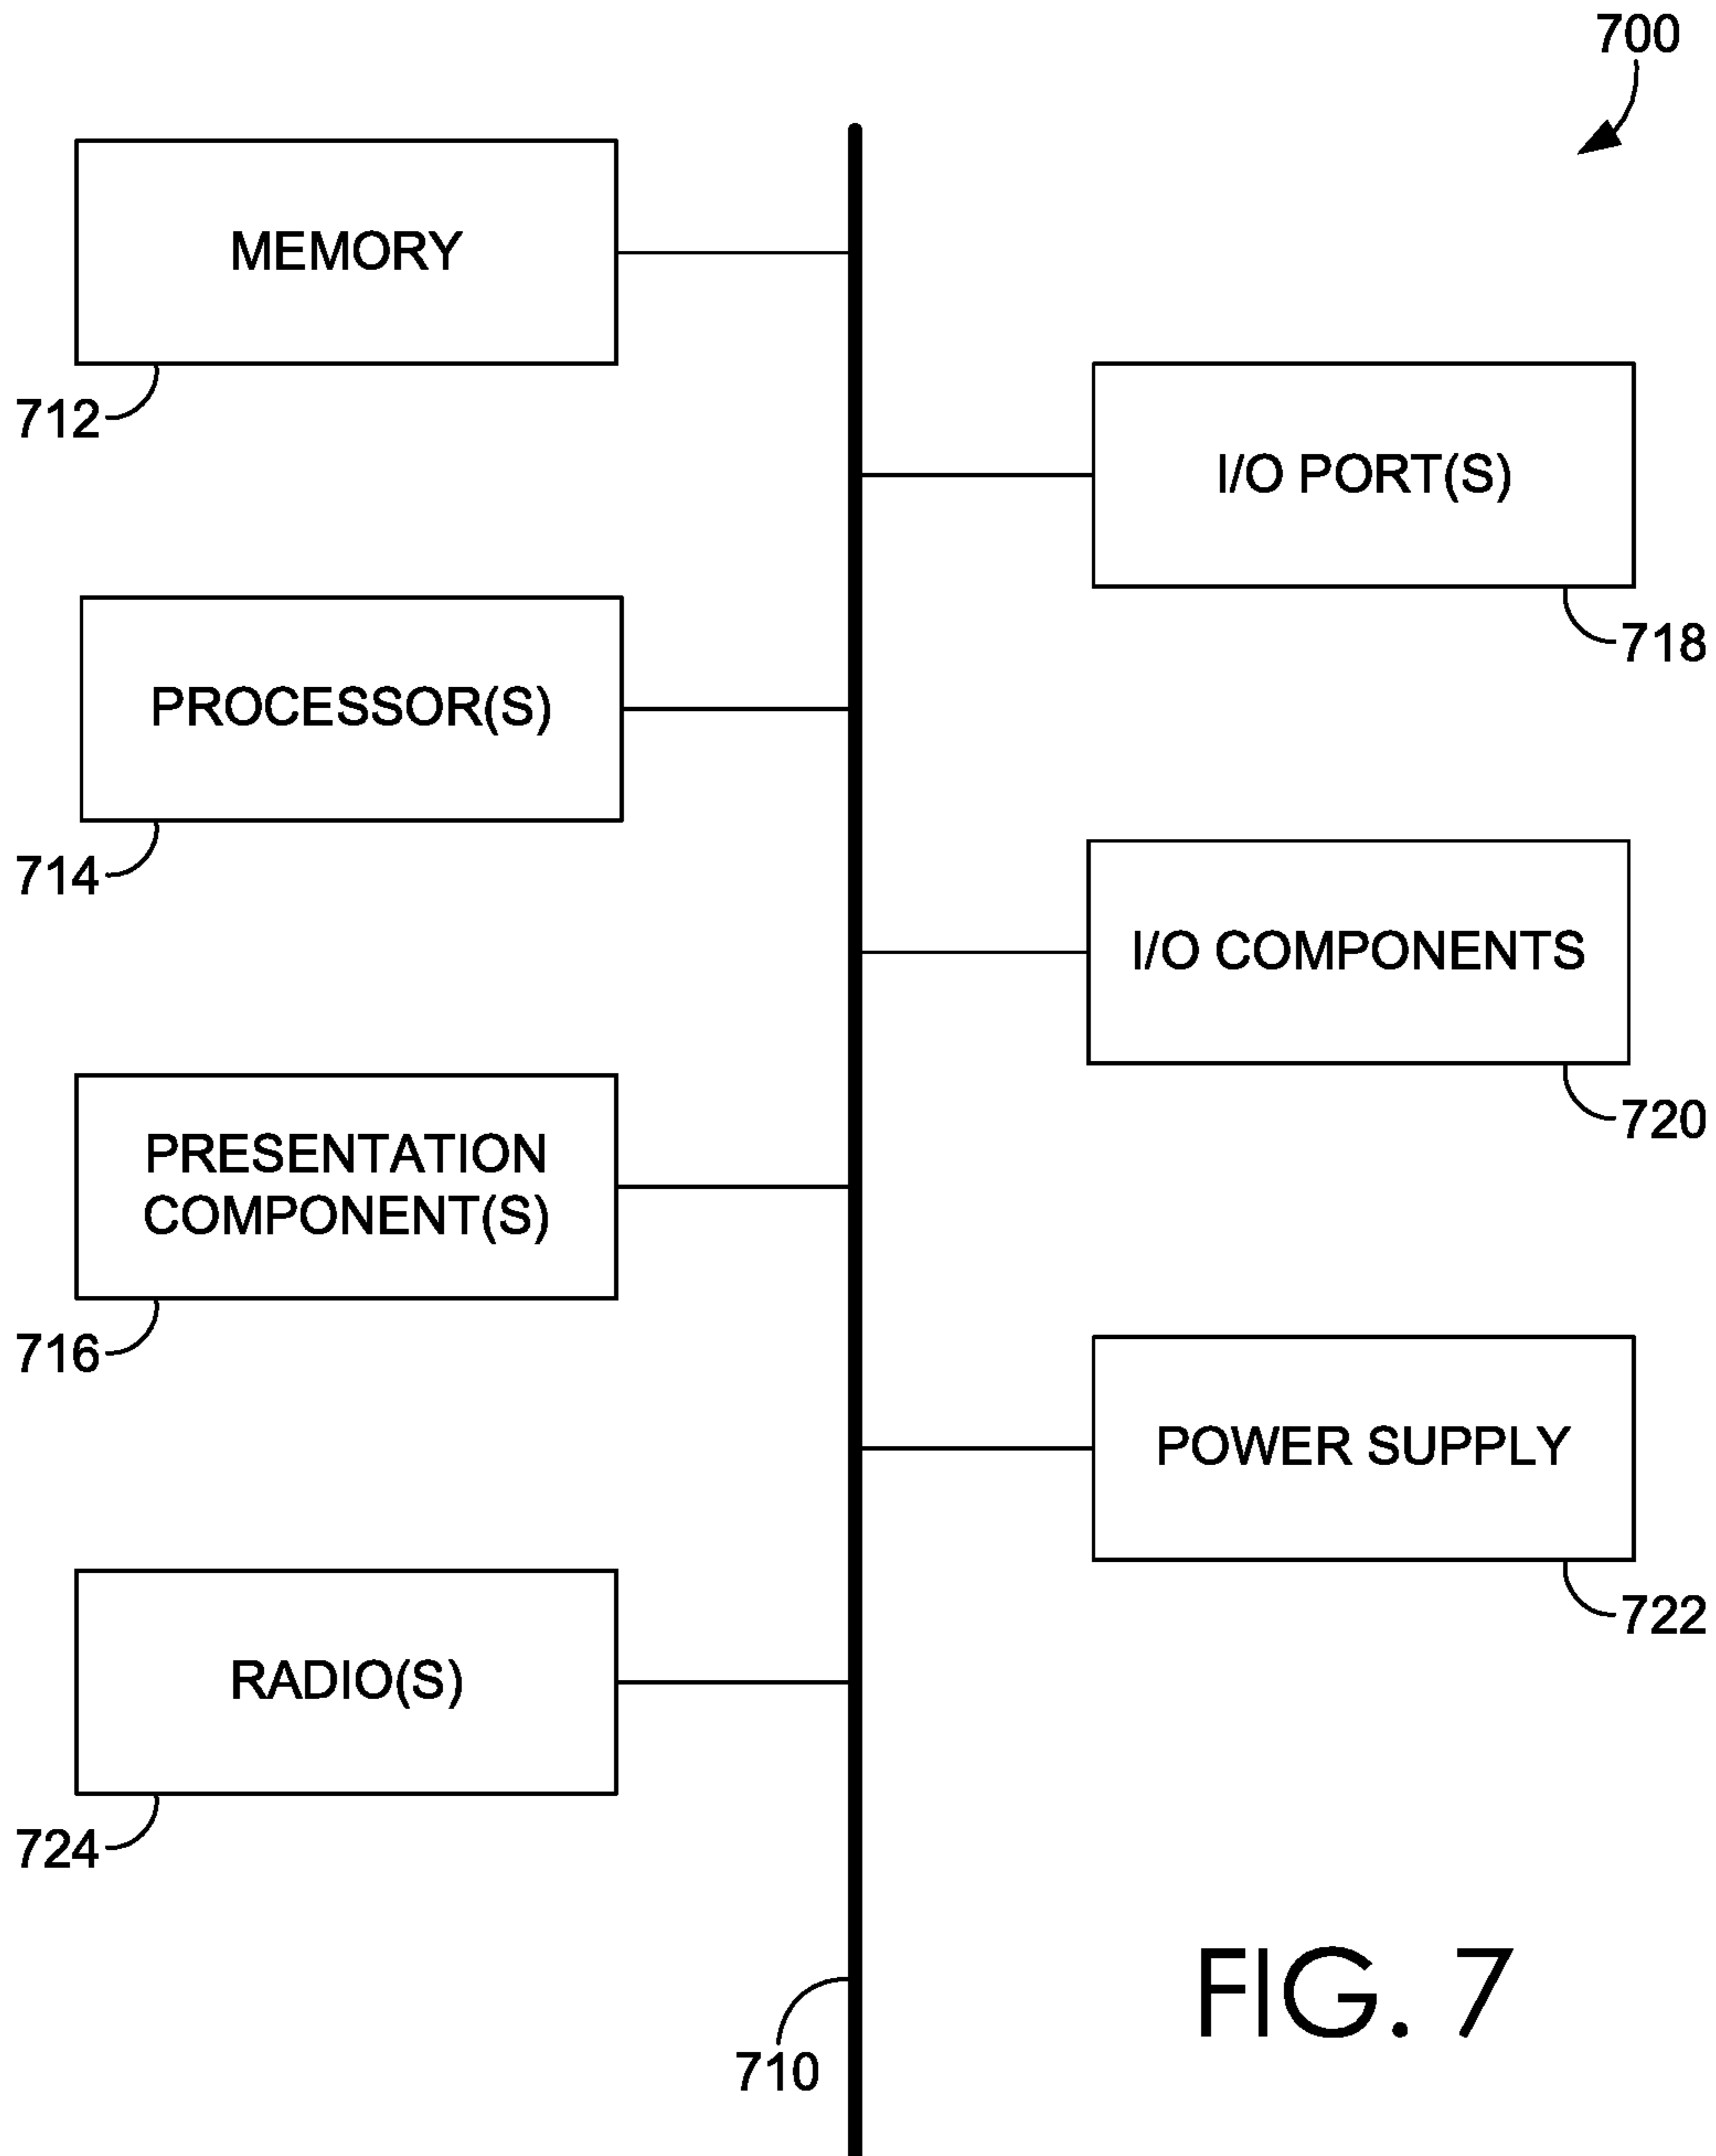 700
MEMORY
712
I/O PORT(S)
718
PROCESSOR(S)
714
I/O COMPONENTS
720
PRESENTATION
COMPONENT(S)
716
POWER SUPPLY
722
RADIO(S)
724
710
FIG. 7